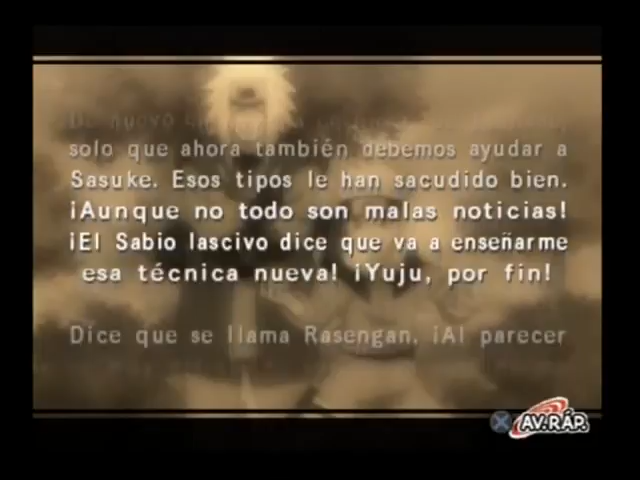 De nuevo
solo que ahora también debemos ayudar a
Sasuke. Esos tipos le han sacudido bien.
¡Aunque no todo son malas noticias!
¡El Sabio lascivo dice que va a enseñarme
esa técnica nueva! ¡Yuju, por fin!
Dice que se llama Rasengan. ¡Al parecer
AV.RÁP.